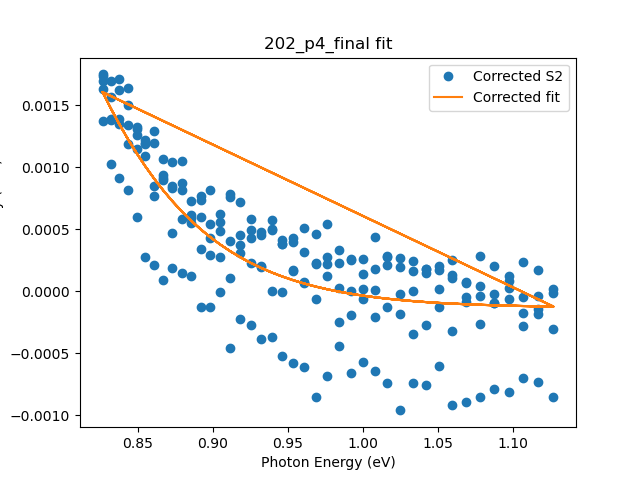 202_p4_final fit
Corrected S2
Corrected fit
0.0015
0.0010
0.0005
0.0000
−0.0005
−0.0010
0.85 0.90 0.95 1.00 1.05 1.10
Photon Energy (eV)